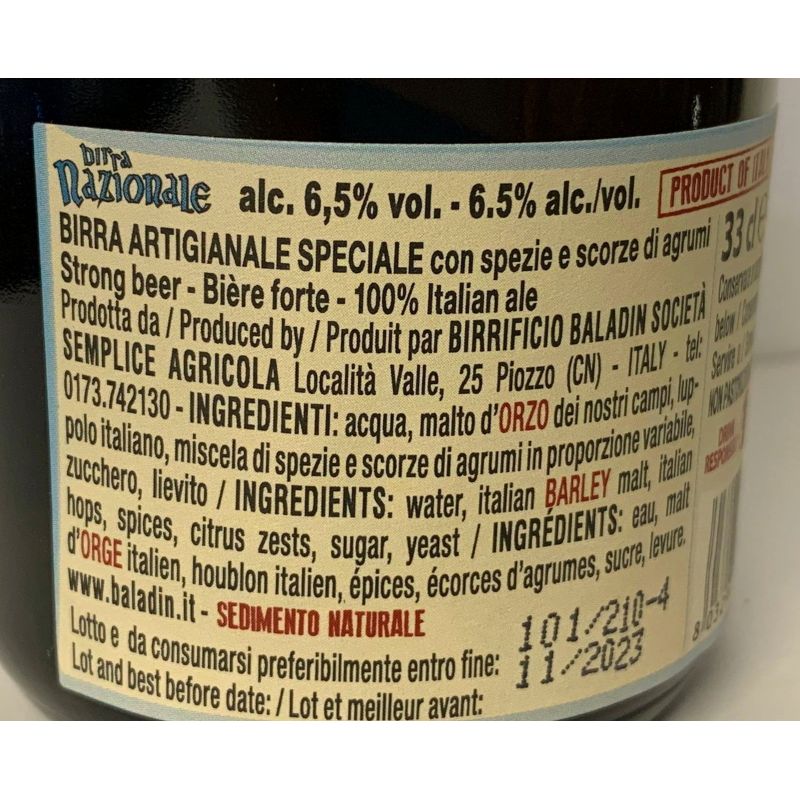 birra
Nazionale
alc. 6,5% vol. - 6.5% alc./vol.
BIRRA ARTIGIANALE SPECIALE con spezie e scorze di agrumi
Strong beer - Bière forte - 100% Italian ale
Prodotta da / Produced by / Produit par BIRRIFICIO BALADIN SOCIETÀ
SEMPLICE AGRICOLA Località Valle, 25 Piozzo (CN) - ITALY - tel:
0173.742130 - INGREDIENTI: acqua, malto d'ORZO dei nostri campi, lup-
polo italiano, miscela di spezie e scorze di agrumi in proporzione variabile,
zucchero, lievito / INGREDIENTS: water, italian BARLEY malt, italian
hops, spices, citrus zests, sugar, yeast / INGRÉDIENTS: eau, malt
d'ORGE italien, houblon italien, épices, écorces d'agrumes, sucre, levure.
www.baladin.it - SEDIMENTO NATURALE
Lotto e da consumarsi preferibilmente entro fine:
Lot and best before date: / Lot et meilleur avant:
101/210-4
11/2023
PRODUCT OF
33 cl e
below /
Servire
NON
DRINK